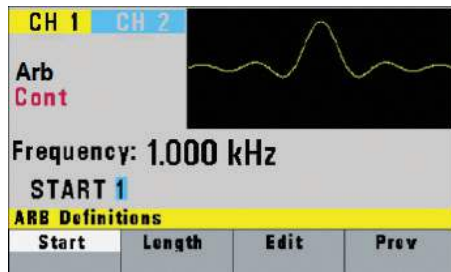 CH 1 CH 2
Arb
Cont
Frequency: 1.000 kHz
START 1
ARB Definitions
Start Length Edit Prev